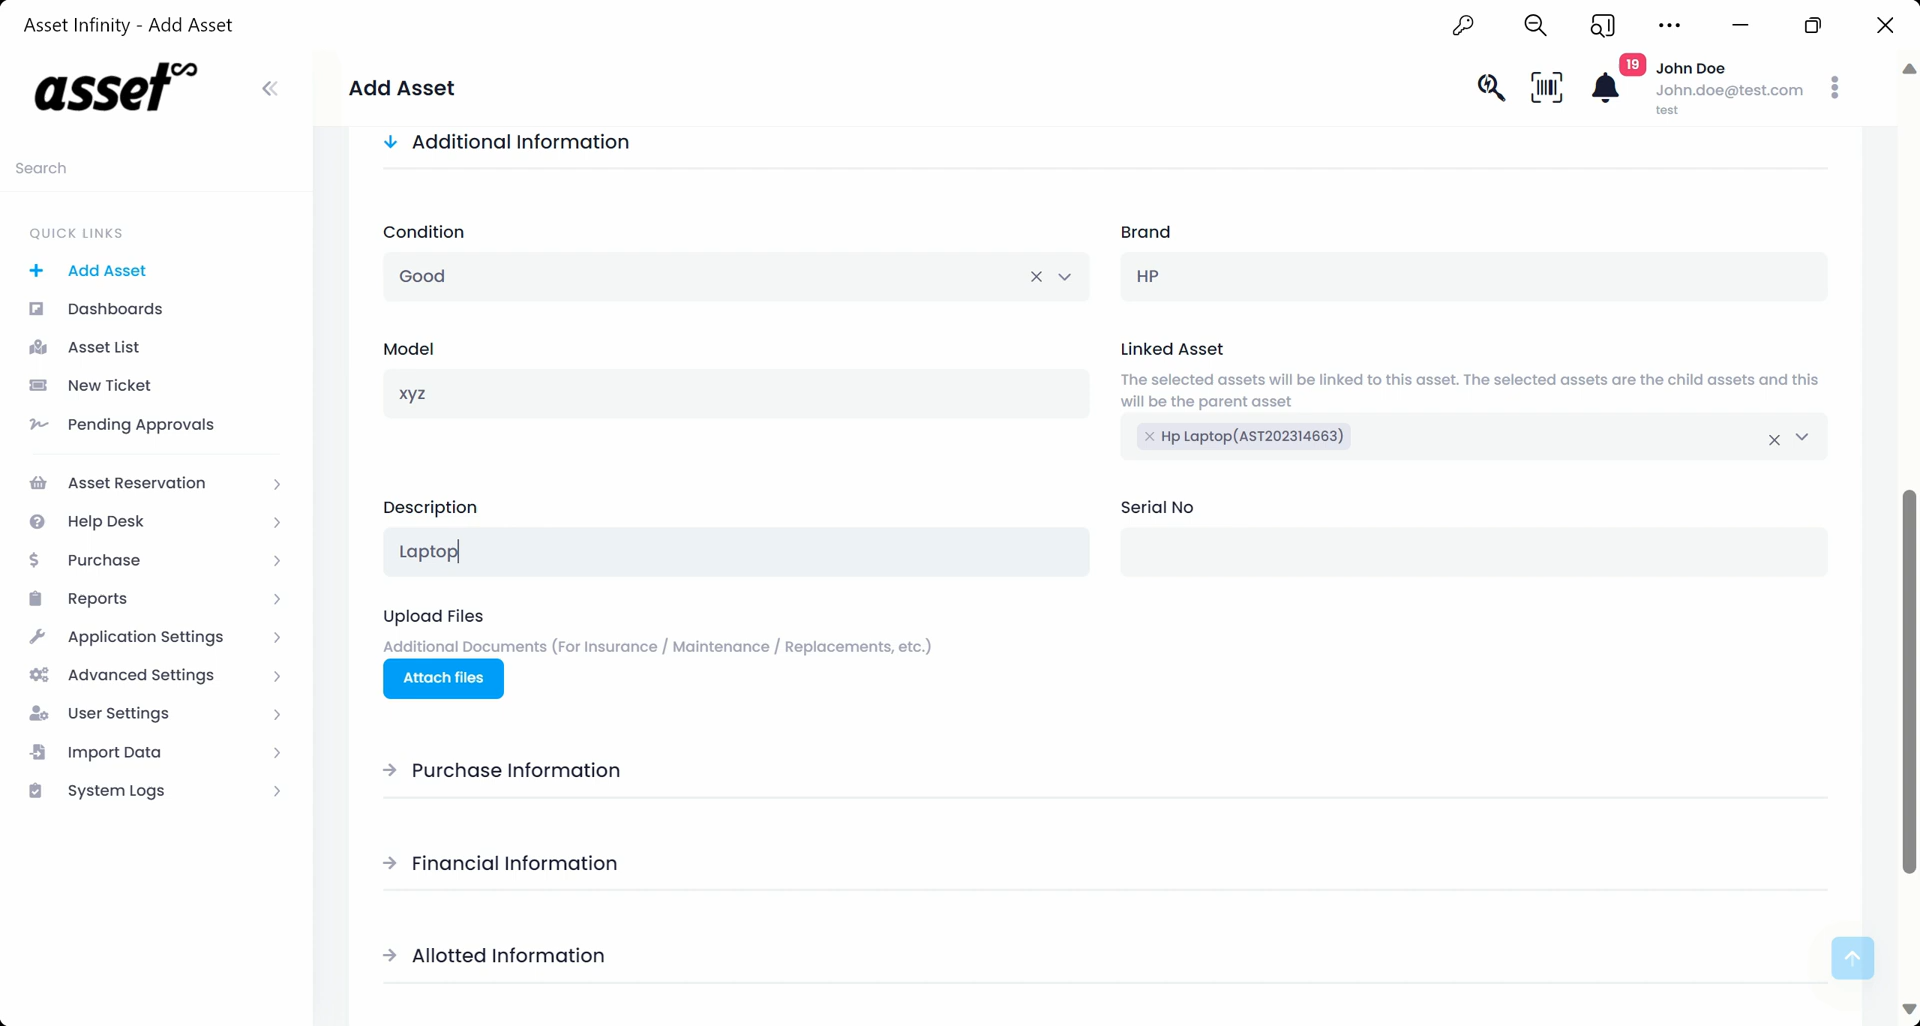 Asset Infinity - Add Asset
asset∞
Add Asset
19
John Doe
John.doe@test.com
test
Search
QUICK LINKS
Add Asset
Dashboards
Asset List
New Ticket
Pending Approvals
Asset Reservation
Help Desk
Purchase
Reports
Application Settings
Advanced Settings
User Settings
Import Data
System Logs
Additional Information
Condition
Good
Brand
HP
Model
xyz
Linked Asset
The selected assets will be linked to this asset. The selected assets are the child assets and this
will be the parent asset
Hp Laptop(AST202314663)
Description
Laptop
Serial No
Upload Files
Additional Documents (For Insurance / Maintenance / Replacements, etc.)
Attach files
Purchase Information
Financial Information
Allotted Information